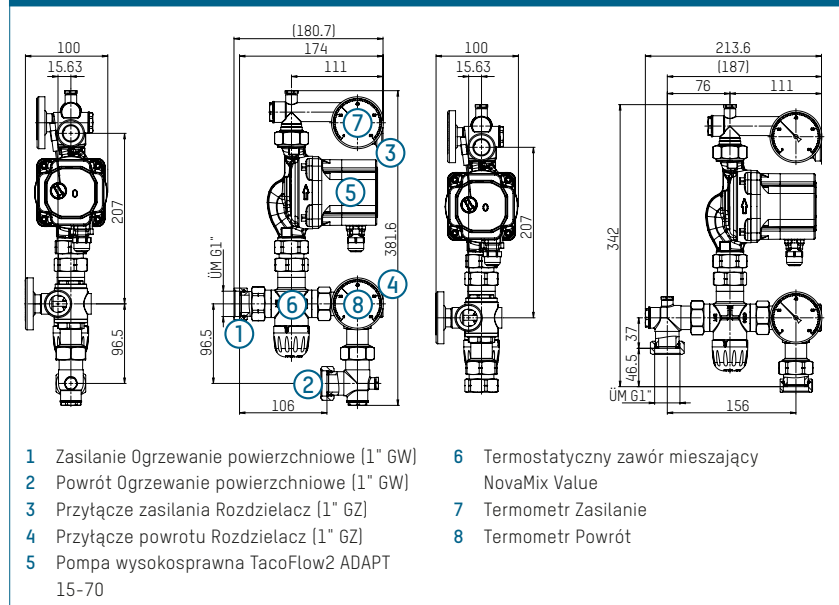 (180.7)
100
174
15.63
111
7
3
5
207
381.6
ÜM G1"
4
6
8
1
96.5
96.5
2
106
100
15.63
207
213.6
(187)
76
111
342
37
46.5
ÜM G1"
156
1 Zasilanie Ogrzewanie powierzchniowe (1" GW)
2 Powrót Ogrzewanie powierzchniowe (1" GW)
3 Przyłącze zasilania Rozdzielacz (1" GZ)
4 Przyłącze powrotu Rozdzielacz (1" GZ)
5 Pompa wysokosprawna TacoFlow2 ADAPT
15-70
6 Termostatyczny zawór mieszający
NovaMix Value
7 Termometr Zasilanie
8 Termometr Powrót